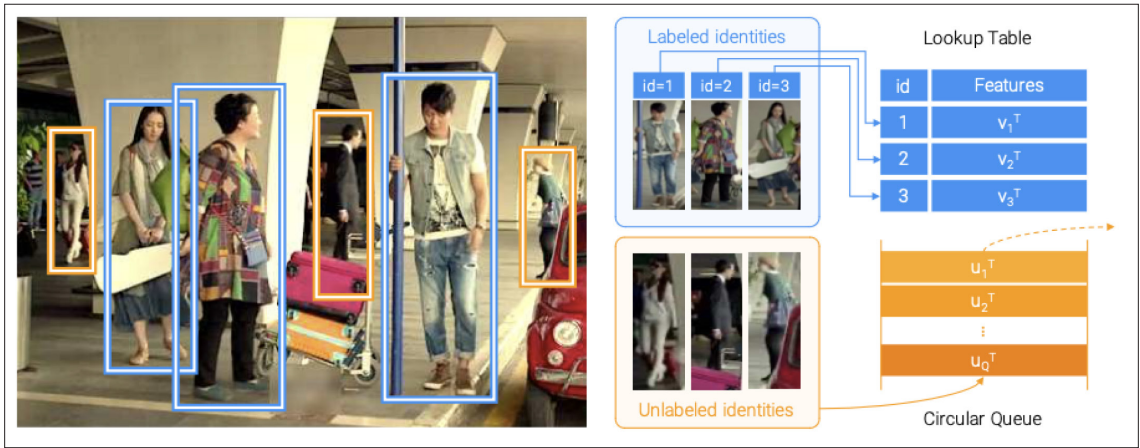 Labeled identities
id=1 id=2 id=3
Lookup Table
id Features
1 v₁ᵀ
2 v₂ᵀ
3 v₃ᵀ
u₁ᵀ
u₂ᵀ
⋮
u_Qᵀ
Unlabeled identities
Circular Queue